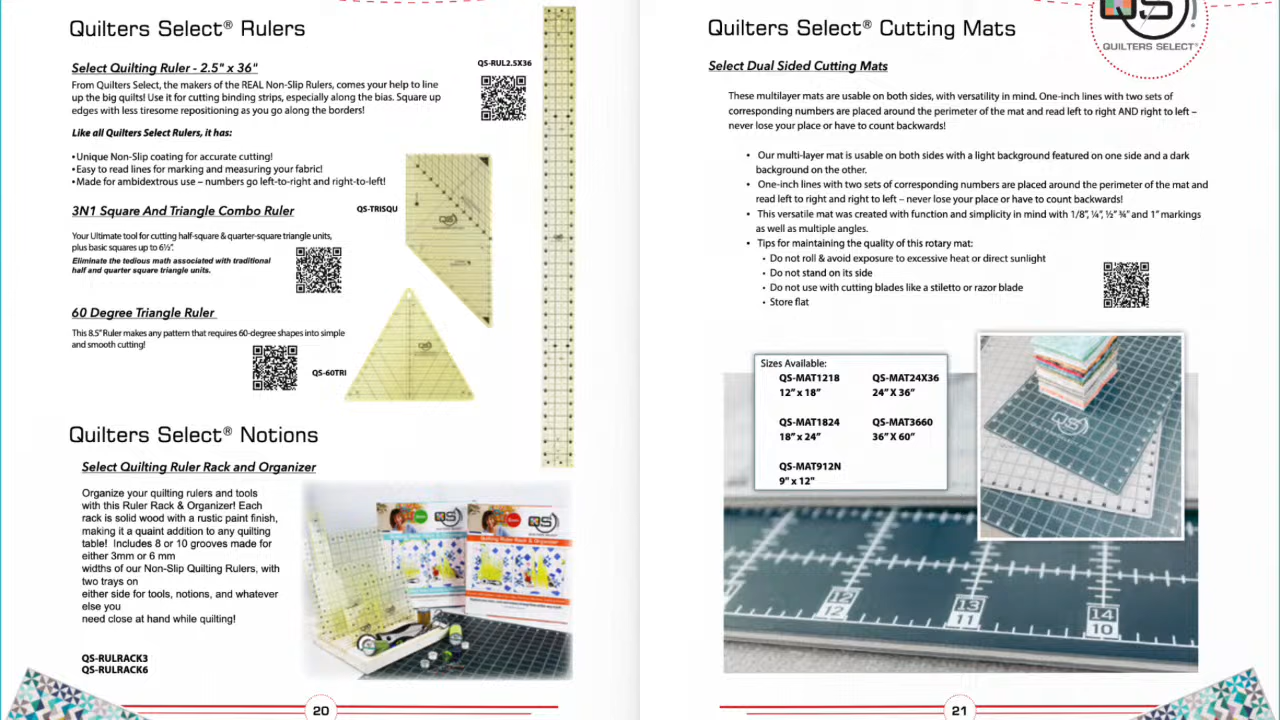 Quilters Select® Rulers
Select Quilting Ruler - 2.5" x 36"
QS-RUL2.5X36
From Quilters Select, the makers of the REAL Non-Slip Rulers, comes your help to line
up the big quilts! Use it for cutting binding strips, especially along the bias. Square up
edges with less tiresome repositioning as you go along the borders!
Like all Quilters Select Rulers, it has:
• Unique Non-Slip coating for accurate cutting!
• Easy to read lines for marking and measuring your fabric!
• Made for ambidextrous use – numbers go left-to-right and right-to-left!
3N1 Square And Triangle Combo Ruler
QS-TRISQU
Your Ultimate tool for cutting half-square & quarter-square triangle units,
plus basic squares up to 6½".
Eliminate the tedious math associated with traditional
half and quarter square triangle units.
60 Degree Triangle Ruler
This 8.5" Ruler makes any pattern that requires 60-degree shapes into simple
and smooth cutting!
QS-60TRI
Quilters Select® Notions
Select Quilting Ruler Rack and Organizer
Organize your quilting rulers and tools
with this Ruler Rack & Organizer! Each
rack is solid wood with a rustic paint finish,
making it a quaint addition to any quilting
table! Includes 8 or 10 grooves made for
either 3mm or 6 mm
widths of our Non-Slip Quilting Rulers, with
two trays on
either side for tools, notions, and whatever
else you
need close at hand while quilting!
QS-RULRACK3
QS-RULRACK6
QS
Quilting Ruler Rack & Organizer
20
Quilters Select® Cutting Mats
QS
QUILTERS SELECT
Select Dual Sided Cutting Mats
These multilayer mats are usable on both sides, with versatility in mind. One-inch lines with two sets of
corresponding numbers are placed around the perimeter of the mat and read left to right AND right to left –
never lose your place or have to count backwards!
• Our multi-layer mat is usable on both sides with a light background featured on one side and a dark
background on the other.
• One-inch lines with two sets of corresponding numbers are placed around the perimeter of the mat and
read left to right and right to left – never lose your place or have to count backwards!
• This versatile mat was created with function and simplicity in mind with 1/8", ¼", ½" ¾" and 1" markings
as well as multiple angles.
• Tips for maintaining the quality of this rotary mat:
• Do not roll & avoid exposure to excessive heat or direct sunlight
• Do not stand on its side
• Do not use with cutting blades like a stiletto or razor blade
• Store flat
Sizes Available:
QS-MAT1218 QS-MAT24X36
12" x 18" 24" X 36"
QS-MAT1824 QS-MAT3660
18" x 24" 36" X 60"
QS-MAT912N
9" x 12"
12
13
11
14
10
21